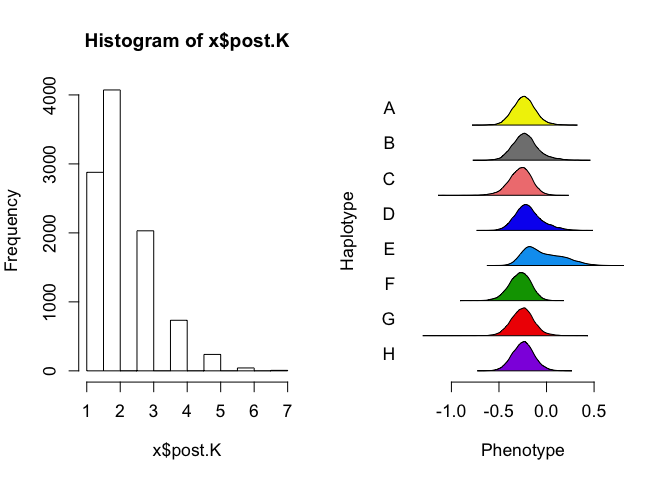 Histogram of x$post.K
Frequency
0
1000
2000
3000
4000
1 2 3 4 5 6 7
x$post.K
Haplotype
A
B
C
D
E
F
G
H
-1.0 -0.5 0.0 0.5
Phenotype